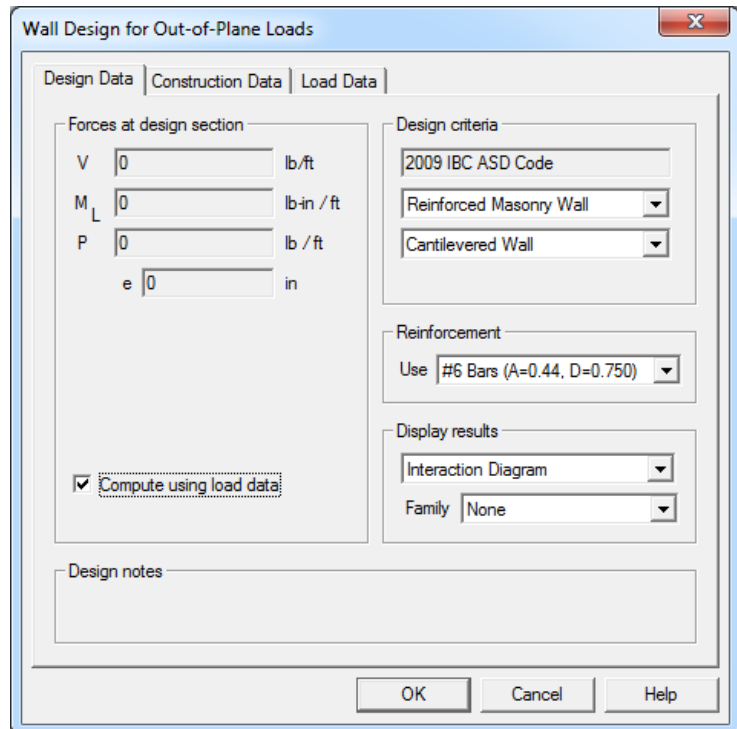 Wall Design for Out-of-Plane Loads
Design Data
Construction Data
Load Data
Forces at design section
V 0 lb/ft
M L 0 lb-in / ft
P 0 lb / ft
e 0 in
Compute using load data
Design criteria
2009 IBC ASD Code
Reinforced Masonry Wall
Cantilevered Wall
Reinforcement
Use #6 Bars (A=0.44, D=0.750)
Display results
Interaction Diagram
Family None
Design notes
OK
Cancel
Help